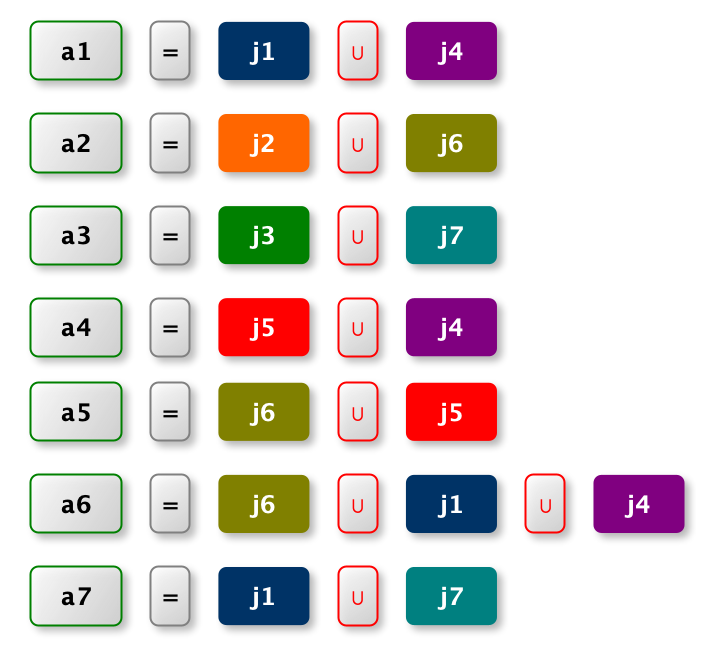 a1 = j1 ∪ j4
a2 = j2 ∪ j6
a3 = j3 ∪ j7
a4 = j5 ∪ j4
a5 = j6 ∪ j5
a6 = j6 ∪ j1 ∪ j4
a7 = j1 ∪ j7